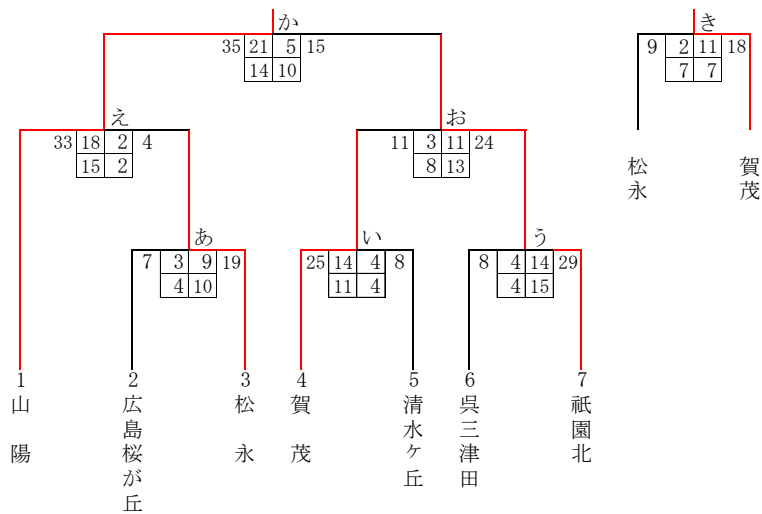 か
35 21 5 15
14 10
き
9 2 11 18
7 7
松永
賀茂
え
33 18 2 4
15 2
お
11 3 11 24
8 13
あ
7 3 9 19
4 10
い
25 14 4 8
11 4
う
8 4 14 29
4 15
1 山陽
2 広島桜が丘
3 松永
4 賀茂
5 清水ケ丘
6 呉三津田
7 祇園北